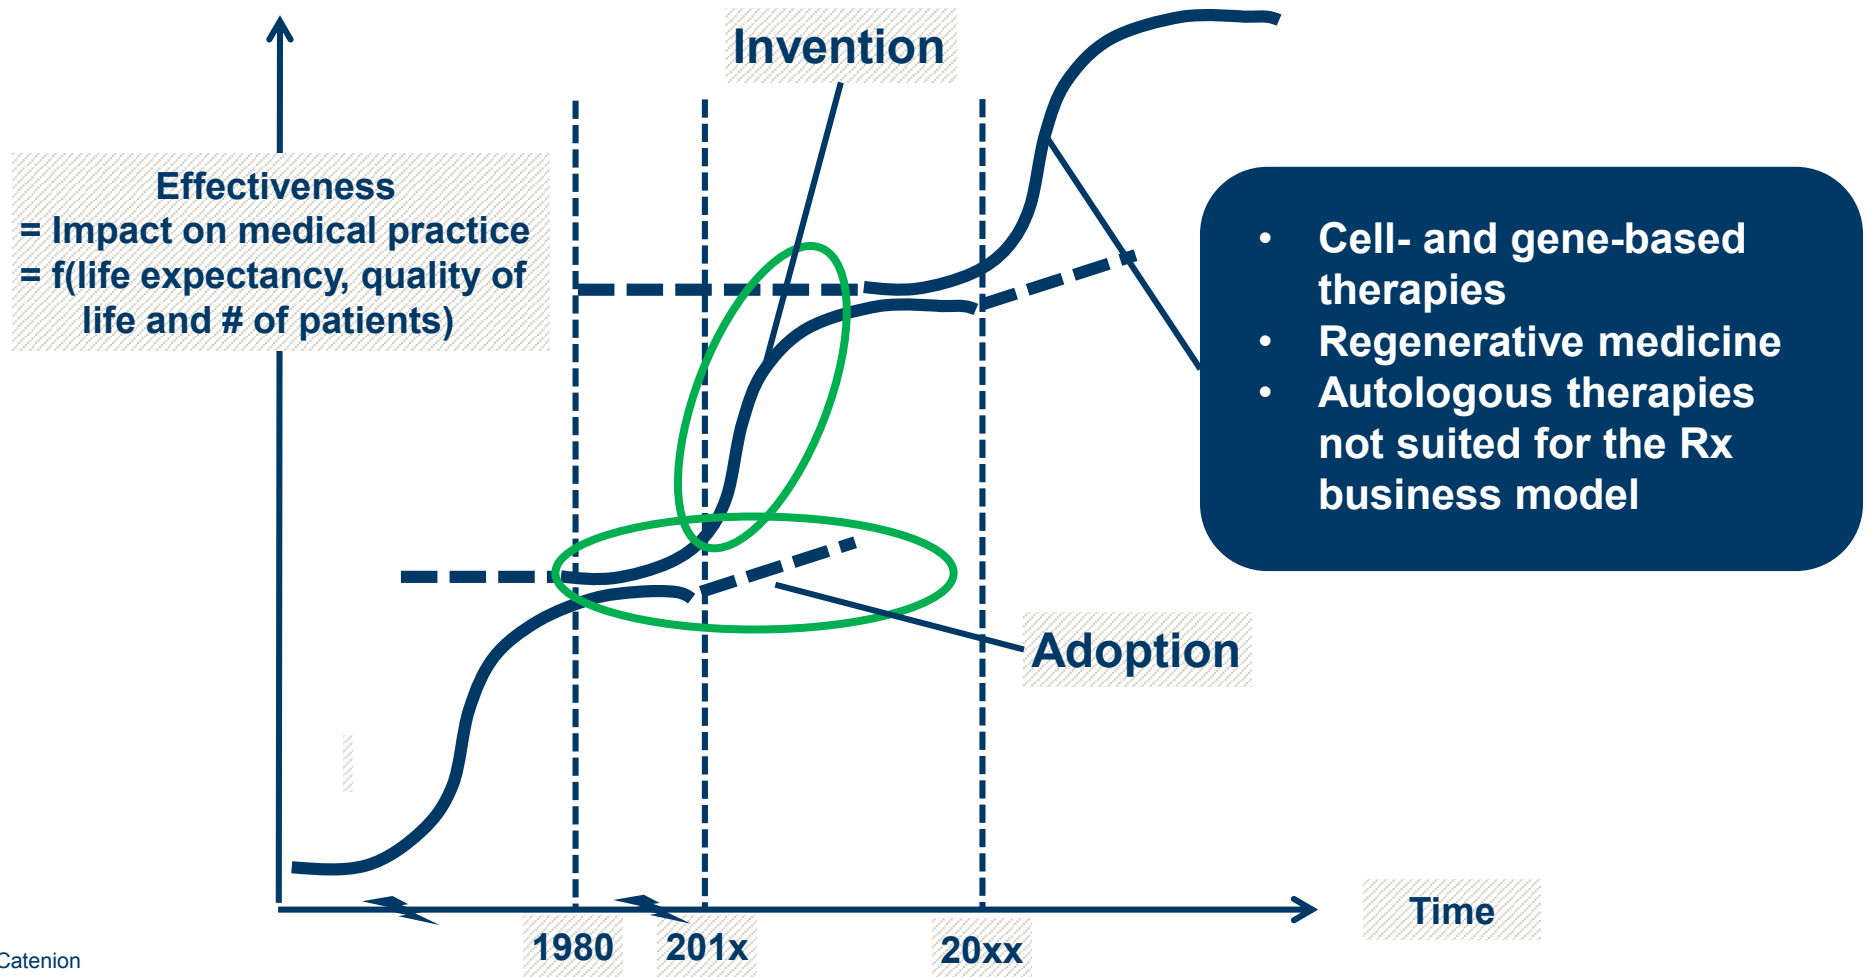 Invention
Effectiveness
= Impact on medical practice
= f(life expectancy, quality of
life and # of patients)
• Cell- and gene-based
therapies
• Regenerative medicine
• Autologous therapies
not suited for the Rx
business model
Adoption
Time
1980
201x
20xx
Catenion